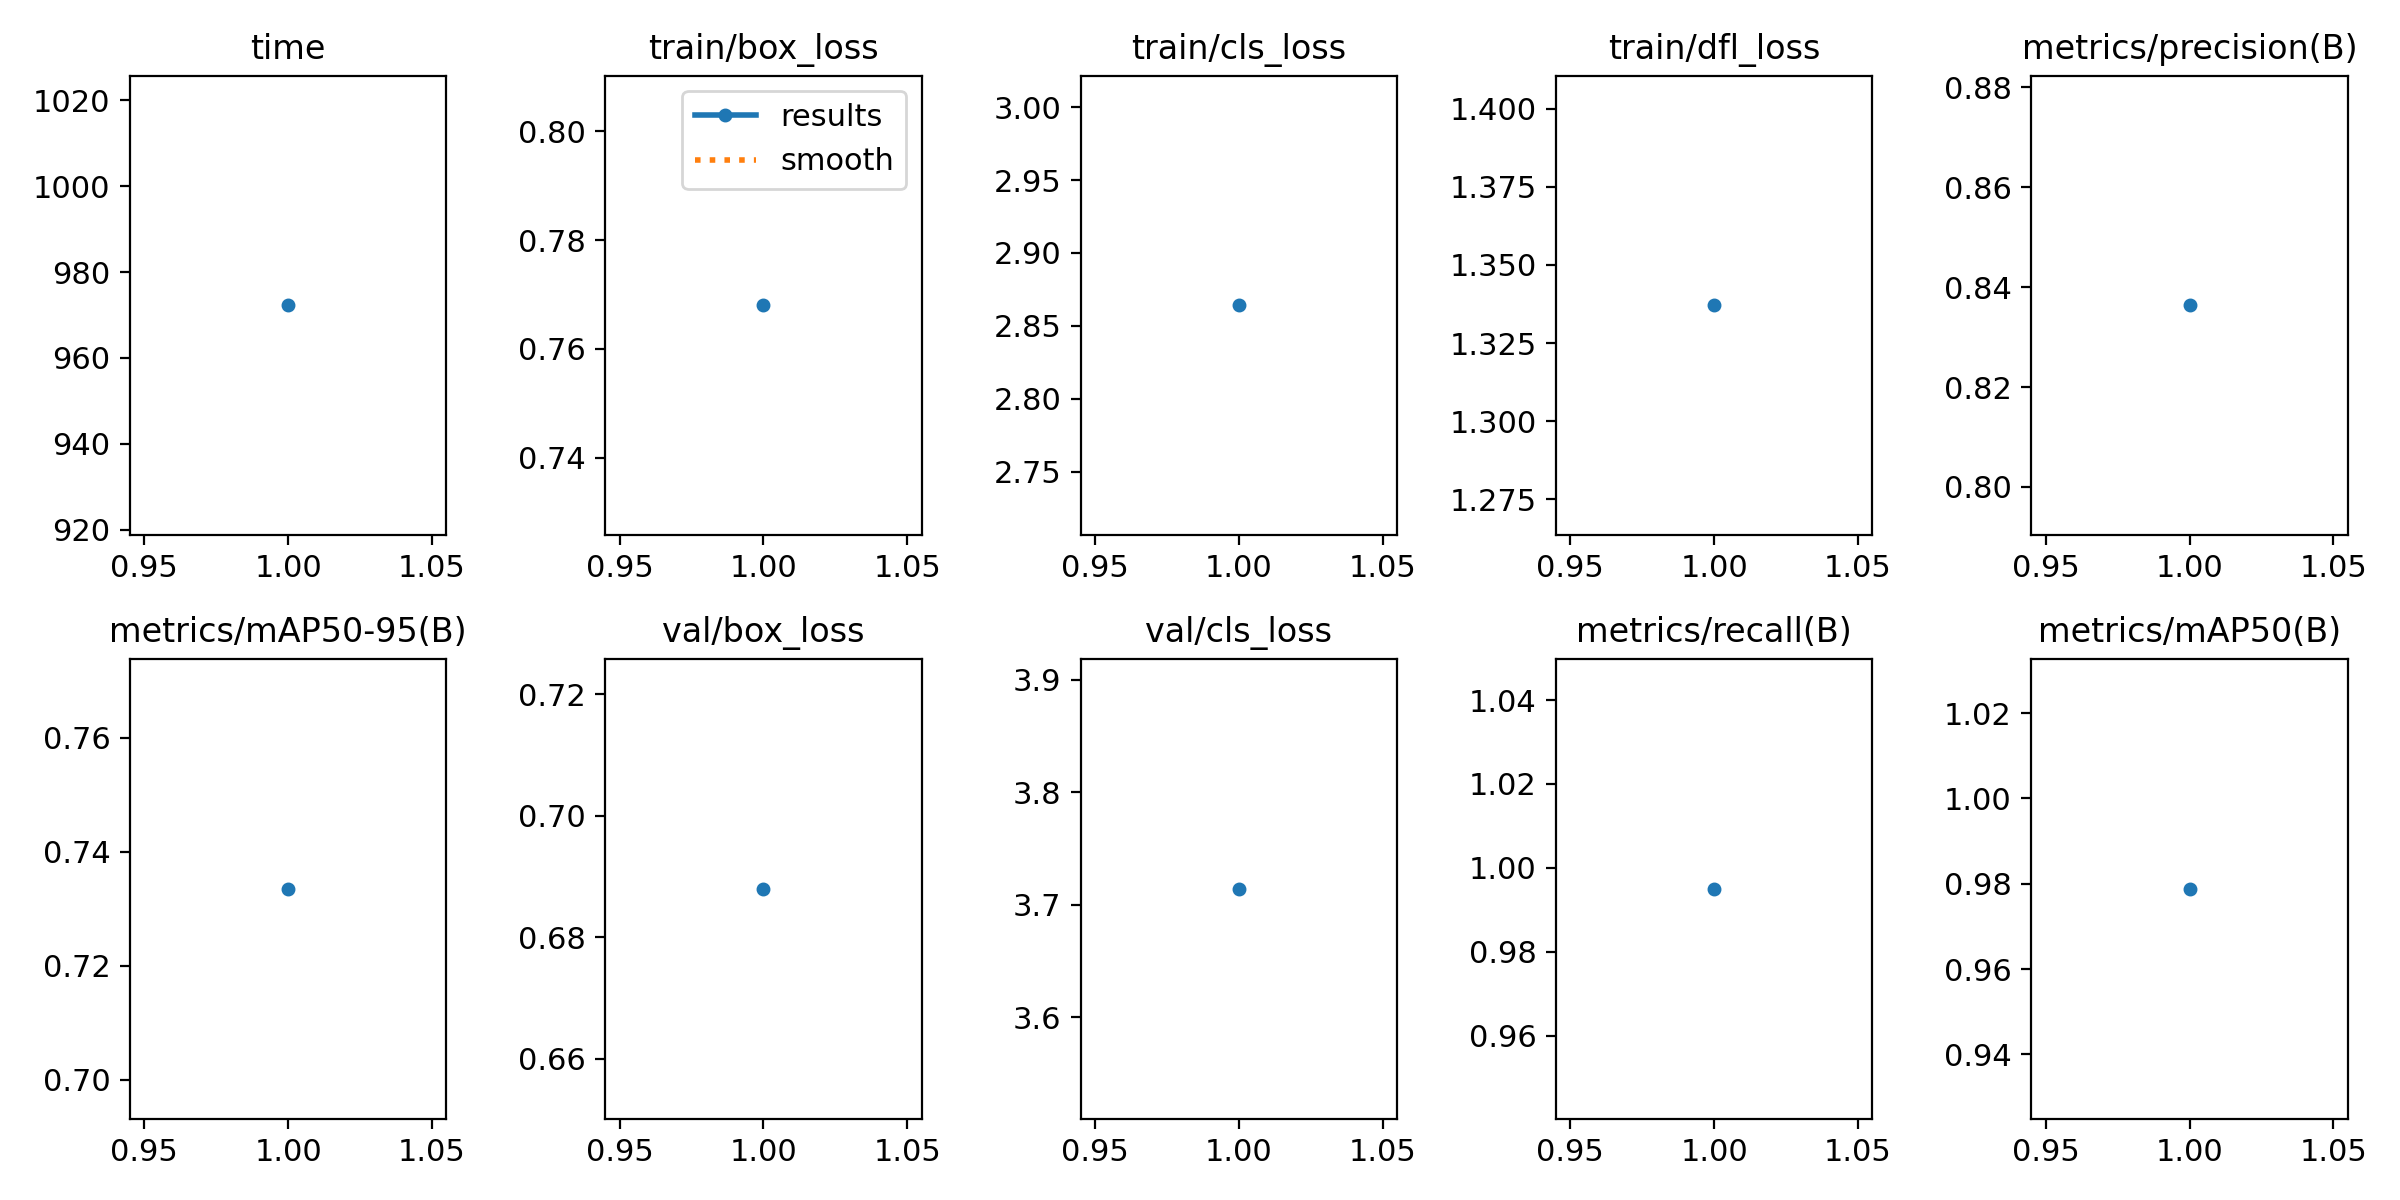 time
1020
1000
980
960
940
920
0.95 1.00 1.05
train/box_loss
results
smooth
0.80
0.78
0.76
0.74
0.95 1.00 1.05
train/cls_loss
3.00
2.95
2.90
2.85
2.80
2.75
0.95 1.00 1.05
train/dfl_loss
1.400
1.375
1.350
1.325
1.300
1.275
0.95 1.00 1.05
metrics/precision(B)
0.88
0.86
0.84
0.82
0.80
0.95 1.00 1.05
metrics/mAP50-95(B)
0.76
0.74
0.72
0.70
0.95 1.00 1.05
val/box_loss
0.72
0.70
0.68
0.66
0.95 1.00 1.05
val/cls_loss
3.9
3.8
3.7
3.6
0.95 1.00 1.05
metrics/recall(B)
1.04
1.02
1.00
0.98
0.96
0.95 1.00 1.05
metrics/mAP50(B)
1.02
1.00
0.98
0.96
0.94
0.95 1.00 1.05